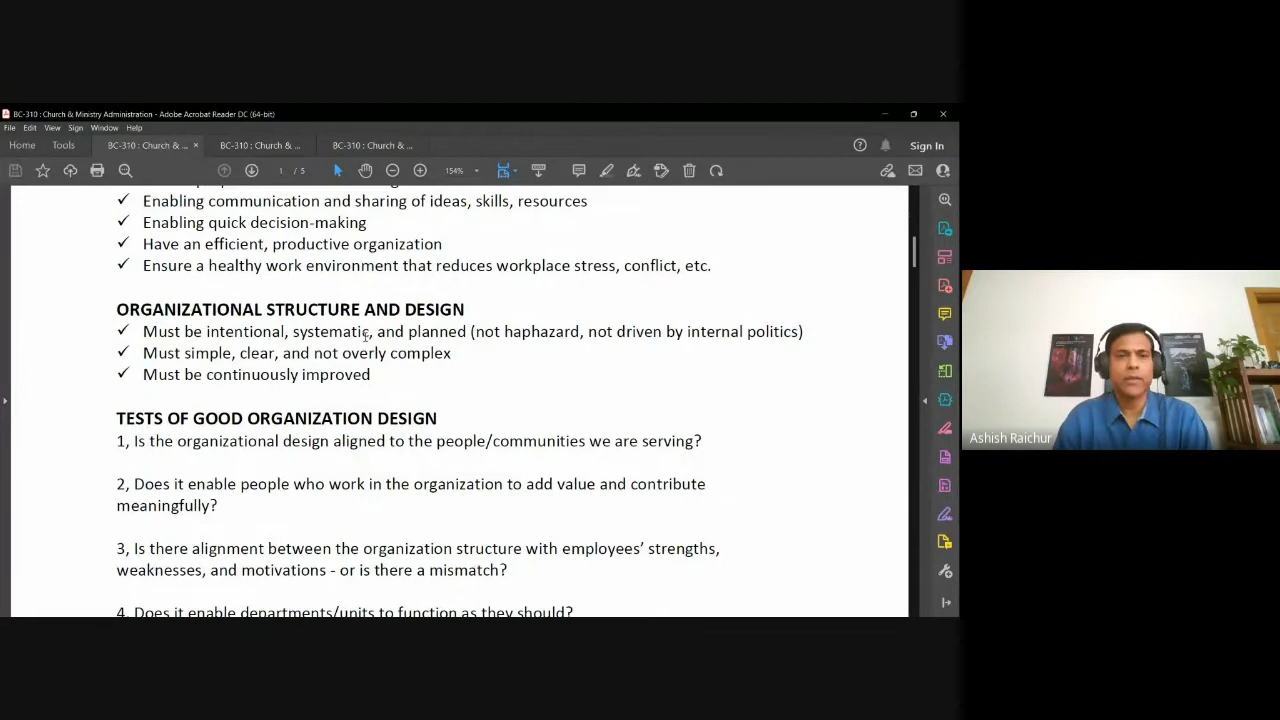 BC-310 : Church & Ministry Administration - Adobe Acrobat Reader DC (64-bit)
File Edit View Sign Window Help
Home Tools BC-310 : Church & ... × BC-310 : Church & ... BC-310 : Church & ... Sign In
1 / 5 154%
✓ Enabling communication and sharing of ideas, skills, resources
✓ Enabling quick decision-making
✓ Have an efficient, productive organization
✓ Ensure a healthy work environment that reduces workplace stress, conflict, etc.
ORGANIZATIONAL STRUCTURE AND DESIGN
✓ Must be intentional, systematic, and planned (not haphazard, not driven by internal politics)
✓ Must simple, clear, and not overly complex
✓ Must be continuously improved
TESTS OF GOOD ORGANIZATION DESIGN
1, Is the organizational design aligned to the people/communities we are serving?
2, Does it enable people who work in the organization to add value and contribute
meaningfully?
3, Is there alignment between the organization structure with employees' strengths,
weaknesses, and motivations - or is there a mismatch?
4, Does it enable departments/units to function as they should?
Ashish Raichur